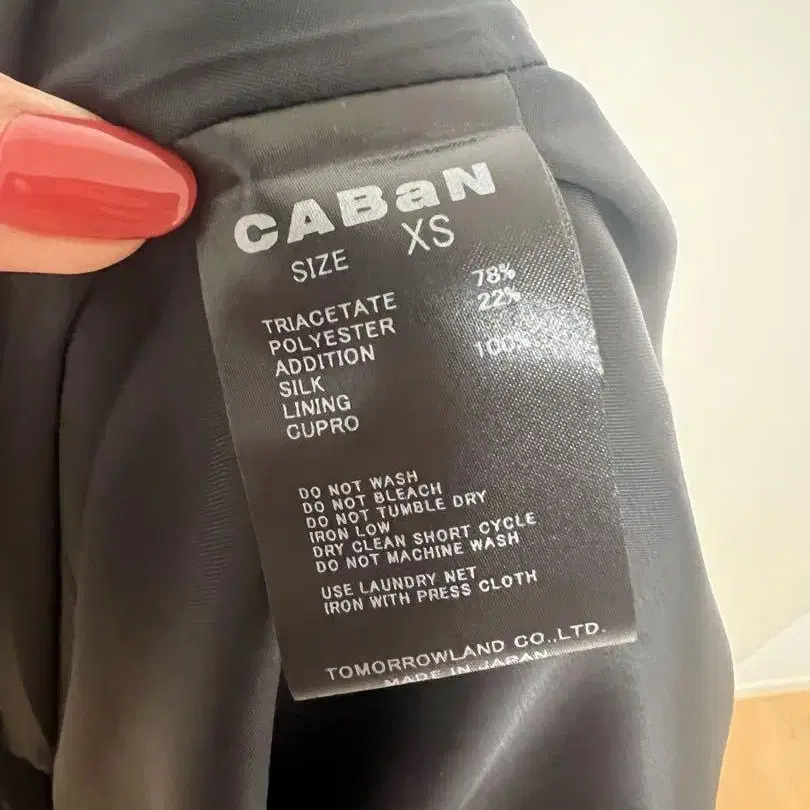 CABaN
SIZE XS
TRIACETATE 78%
POLYESTER 22%
ADDITION
SILK 100%
LINING
CUPRO
DO NOT WASH
DO NOT BLEACH
DO NOT TUMBLE DRY
IRON LOW
DRY CLEAN SHORT CYCLE
DO NOT MACHINE WASH
USE LAUNDRY NET
IRON WITH PRESS CLOTH
TOMORROWLAND CO.,LTD.
MADE IN JAPAN